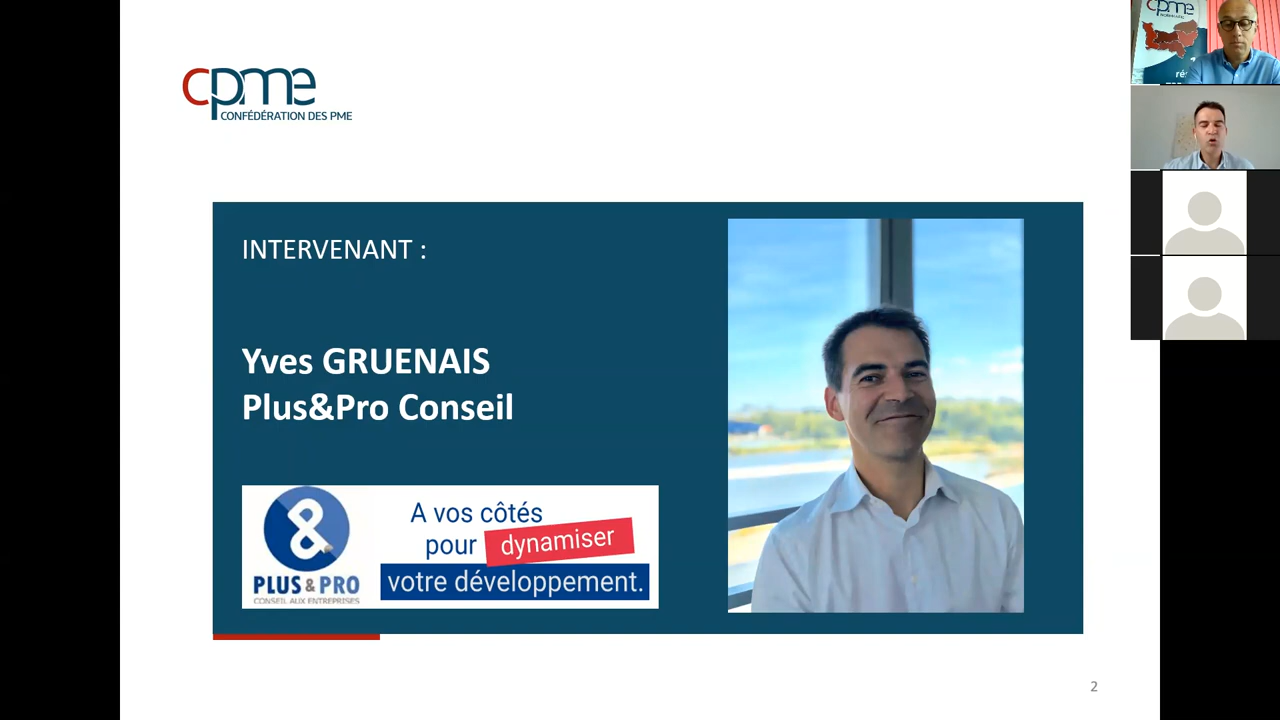 cpme
CONFÉDÉRATION DES PME
INTERVENANT :
Yves GRUENAIS
Plus&Pro Conseil
&
PLUS & PRO
CONSEIL AUX ENTREPRISES
A vos côtés
pour dynamiser
votre développement.
2
cpme